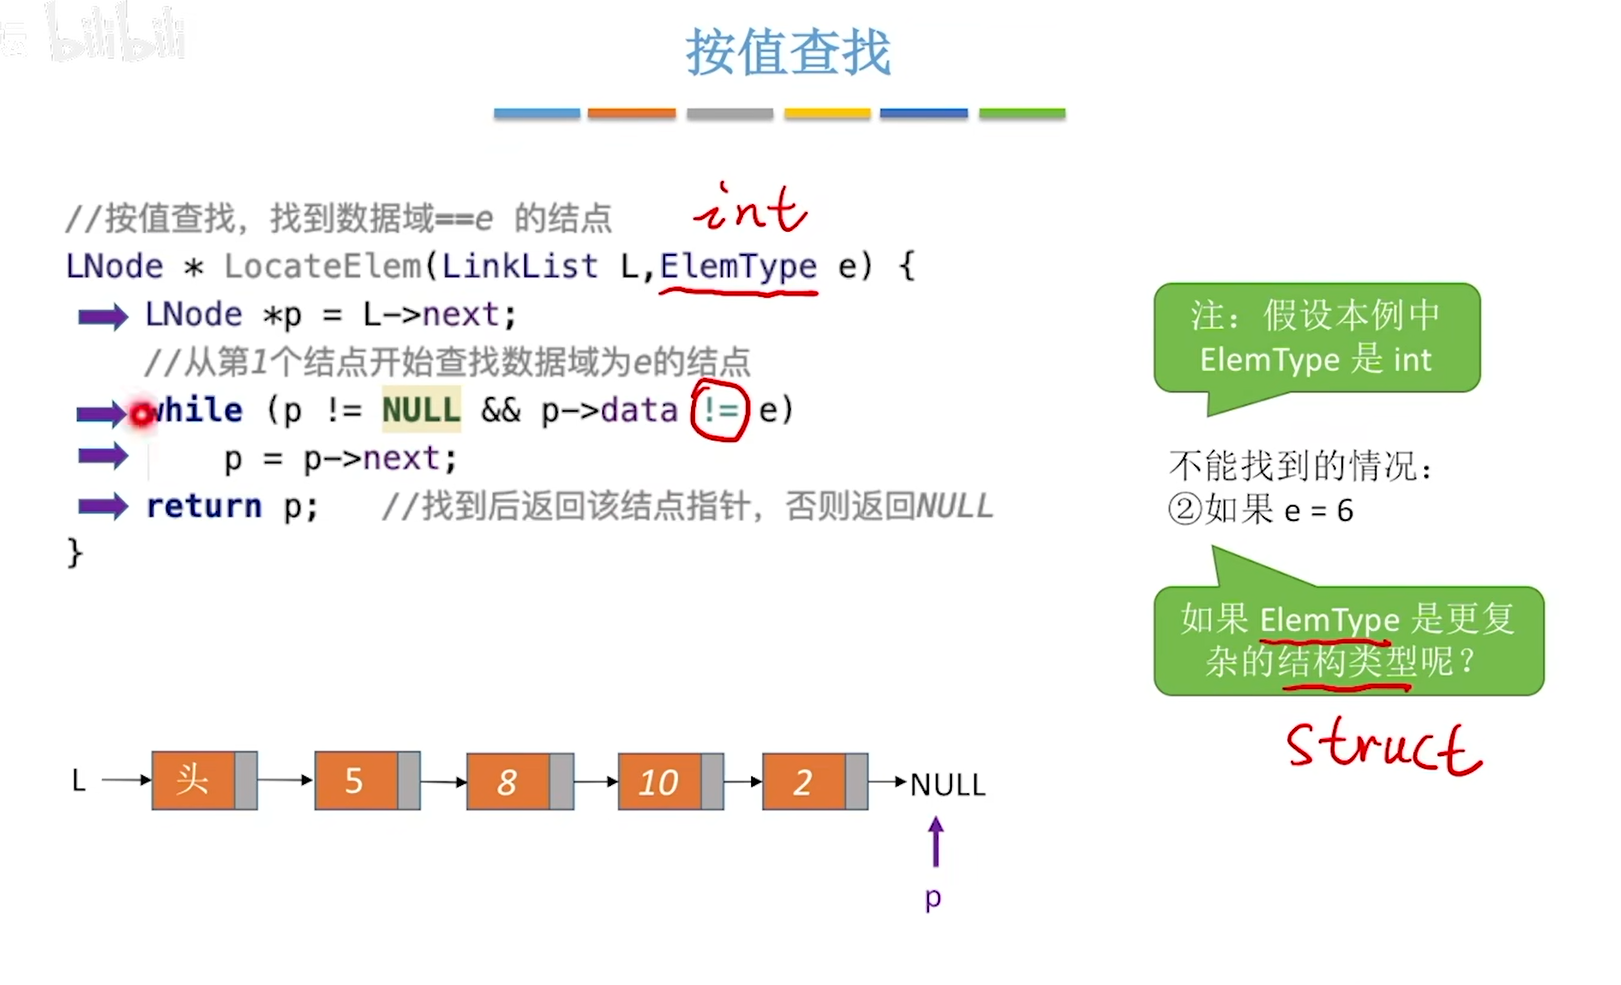 bilibili
按值查找
int
//按值查找，找到数据域==e 的结点
LNode * LocateElem(LinkList L,ElemType e) {
LNode *p = L->next;
//从第1个结点开始查找数据域为e的结点
while (p != NULL && p->data != e)
p = p->next;
return p; //找到后返回该结点指针，否则返回NULL
}
注：假设本例中
ElemType 是 int
不能找到的情况：
②如果 e = 6
如果 ElemType 是更复
杂的结构类型呢？
struct
L 头 5 8 10 2 NULL
p